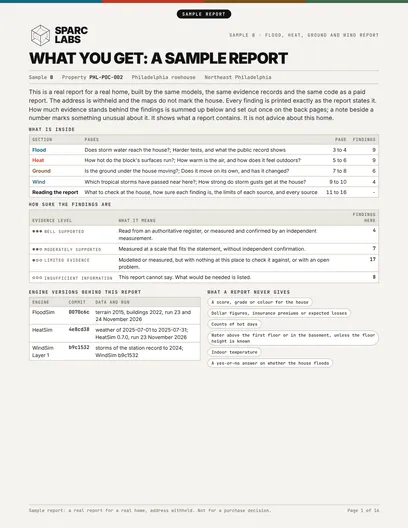 SAMPLE REPORT
SPARC
LABS
SAMPLE B · FLOOD, HEAT, GROUND AND WIND REPORT
WHAT YOU GET: A SAMPLE REPORT
Sample B Property PHL-POC-002 Philadelphia rowhouse Northeast Philadelphia
This is a real report for a real home, built by the same models, the same evidence records and the same code as a paid
report. The address is withheld and the maps do not mark the house. Every finding is printed exactly as the report states it.
How much evidence stands behind the findings is summed up below and set out once on the back pages; a note beside a
number marks something unusual about it. It shows what a report contains. It is not advice about this home.
WHAT IS INSIDE
SECTION PAGES PAGE FINDINGS
Flood Does storm water reach the house?; Harder tests, and what the public record shows 3 to 4 9
Heat How hot do the block's surfaces run?; How warm is the air, and how does it feel outdoors? 5 to 6 9
Ground Is the ground under the house moving?; Does it move on its own, and has it changed? 7 to 8 6
Wind Which tropical storms have passed near here?; How strong do storm gusts get at the house? 9 to 10 4
Reading the report What to check at the house, how sure each finding is, the limits of each source, and every source 11 to 16 -
HOW SURE THE FINDINGS ARE
EVIDENCE LEVEL WHAT IT MEANS FINDINGS HERE
WELL SUPPORTED Read from an authoritative register, or measured and confirmed by an independent 4
measurement.
MODERATELY SUPPORTED Measured at a scale that fits the statement, without independent confirmation. 7
LIMITED EVIDENCE Modelled or measured, but with nothing at this place to check it against, or with an open 17
problem.
INSUFFICIENT INFORMATION This report cannot say. What would be needed is listed. 8
ENGINE VERSIONS BEHIND THIS REPORT
ENGINE COMMIT DATA AND RUN
FloodSim 0070c6c terrain 2015, buildings 2022, run 23 and
24 November 2026
HeatSim 4e8cd38 weather of 2025-07-01 to 2025-07-31;
HeatSim 0.7.0, run 23 November 2026
WindSim b9c1532 storms of the station record to 2024;
Layer 1 WindSim b9c1532
WHAT A REPORT NEVER GIVES
A score, grade or colour for the house
Dollar figures, insurance premiums or expected losses
Counts of hot days
Water above the first floor or in the basement, unless the floor
height is known
Indoor temperature
A yes-or-no answer on whether the house floods
Sample report: a real report for a real home, address withheld. Not for a purchase decision.
Page 1 of 16